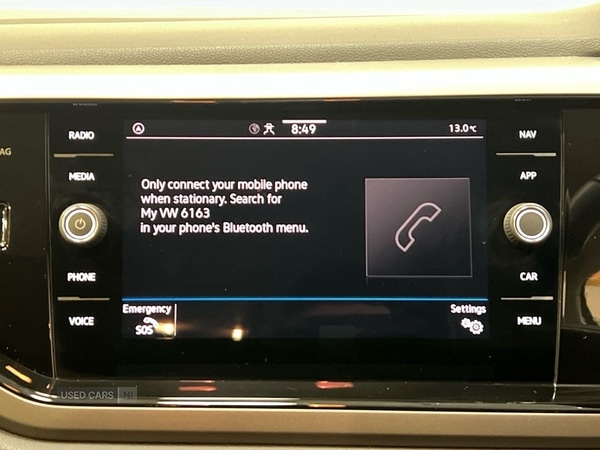 8:49
13.0℃
RADIO
MEDIA
PHONE
VOICE
Only connect your mobile phone
when stationary. Search for
My VW 6163
in your phone's Bluetooth menu.
Emergency
SOS
Settings
NAV
APP
CAR
MENU
AG
USED CARS NI